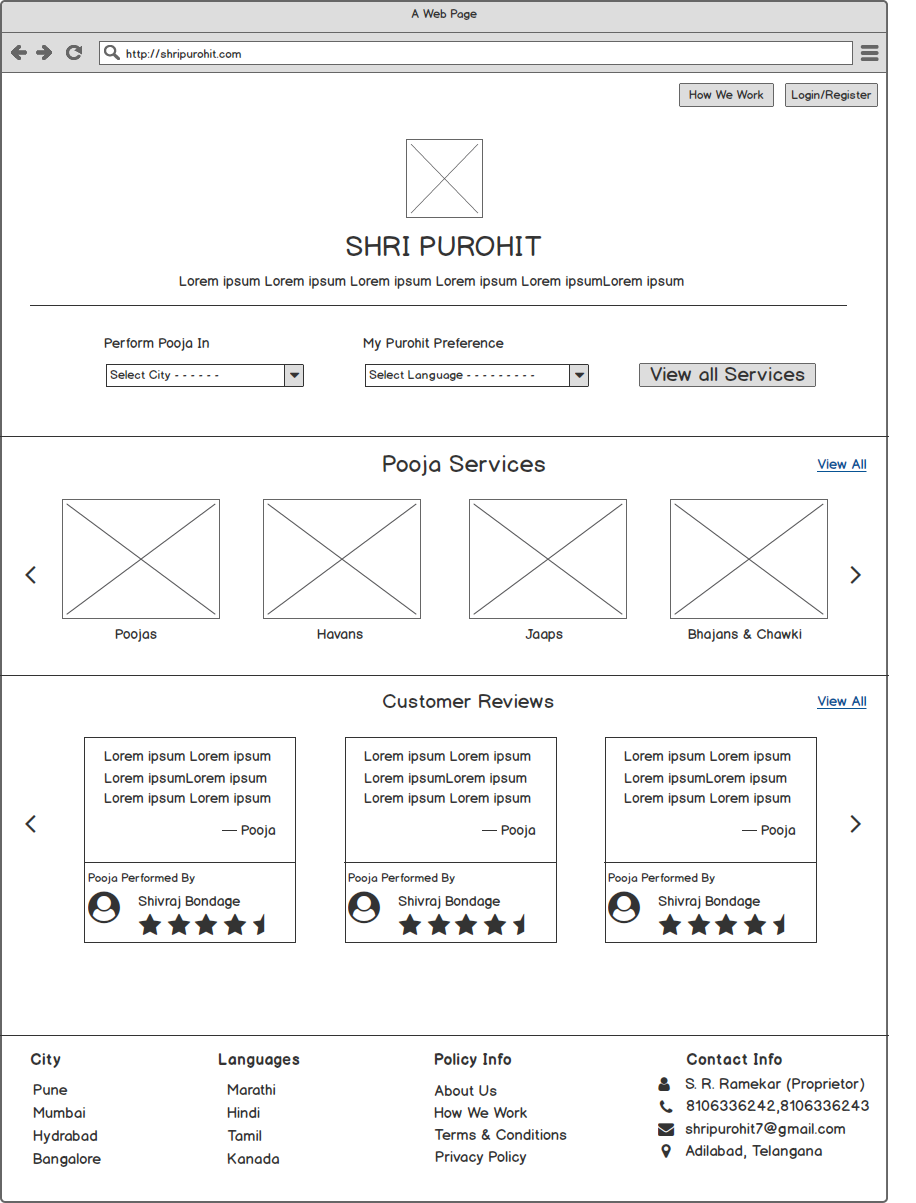 A Web Page
http://shripurohit.com
How We Work
Login/Register
SHRI PUROHIT
Lorem ipsum Lorem ipsum Lorem ipsum Lorem ipsum Lorem ipsumLorem ipsum
Perform Pooja In
My Purohit Preference
Select City - - - - - -
Select Language - - - - - - - - -
View all Services
Pooja Services
View All
Poojas
Havans
Jaaps
Bhajans & Chawki
Customer Reviews
View All
Lorem ipsum Lorem ipsum
Lorem ipsumLorem ipsum
Lorem ipsum Lorem ipsum
— Pooja
Pooja Performed By
Shivraj Bondage
Lorem ipsum Lorem ipsum
Lorem ipsumLorem ipsum
Lorem ipsum Lorem ipsum
— Pooja
Pooja Performed By
Shivraj Bondage
Lorem ipsum Lorem ipsum
Lorem ipsumLorem ipsum
Lorem ipsum Lorem ipsum
— Pooja
Pooja Performed By
Shivraj Bondage
City
Pune
Mumbai
Hydrabad
Bangalore
Languages
Marathi
Hindi
Tamil
Kanada
Policy Info
About Us
How We Work
Terms & Conditions
Privacy Policy
Contact Info
S. R. Ramekar (Proprietor)
8106336242,8106336243
shripurohit7@gmail.com
Adilabad, Telangana